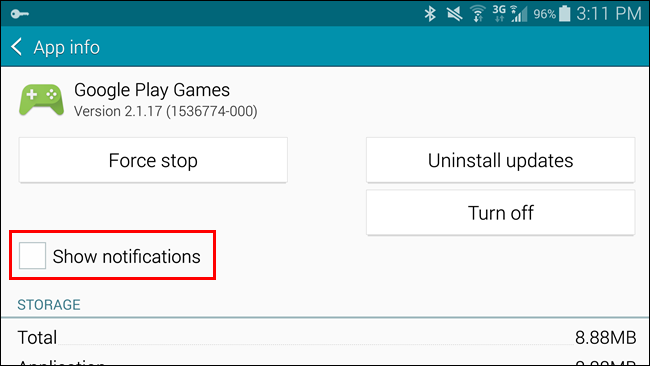 3G 96% 3:11 PM
App info
Google Play Games
Version 2.1.17 (1536774-000)
Force stop
Uninstall updates
Turn off
Show notifications
STORAGE
Total 8.88MB